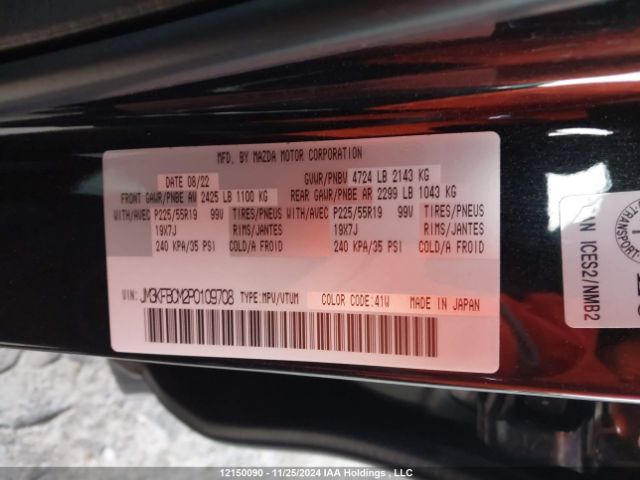 MFD. BY MAZDA MOTOR CORPORATION
DATE 08/22 GVWR/PNBV 4724 LB 2143 KG
FRONT GAWR/PNBE AV 2425 LB 1100 KG REAR GAWR/PNBE AR 2299 LB 1043 KG
WITH/AVEC P225/55R19 99V TIRES/PNEUS WITH/AVEC P225/55R19 99V TIRES/PNEUS
19X7J RIMS/JANTES 19X7J RIMS/JANTES
240 KPA/35 PSI COLD/A FROID 240 KPA/35 PSI COLD/A FROID
VIN: JM3KFBCM2P0109708 TYPE:MPV/VTUM COLOR CODE:41W MADE IN JAPAN
ICES2/NMB2
TRANSPORT
12150090 - 11/25/2024 IAA Holdings , LLC